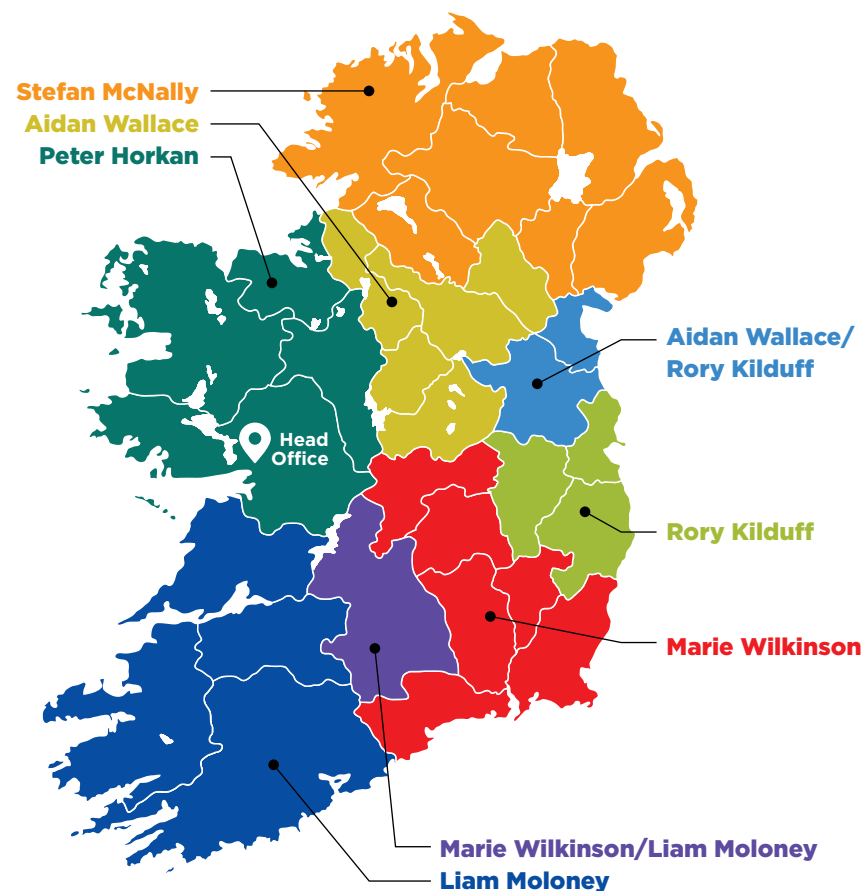 Stefan McNally
Aidan Wallace
Peter Horkan
Aidan Wallace/
Rory Kilduff
Head
Office
Rory Kilduff
Marie Wilkinson
Marie Wilkinson/Liam Moloney
Liam Moloney